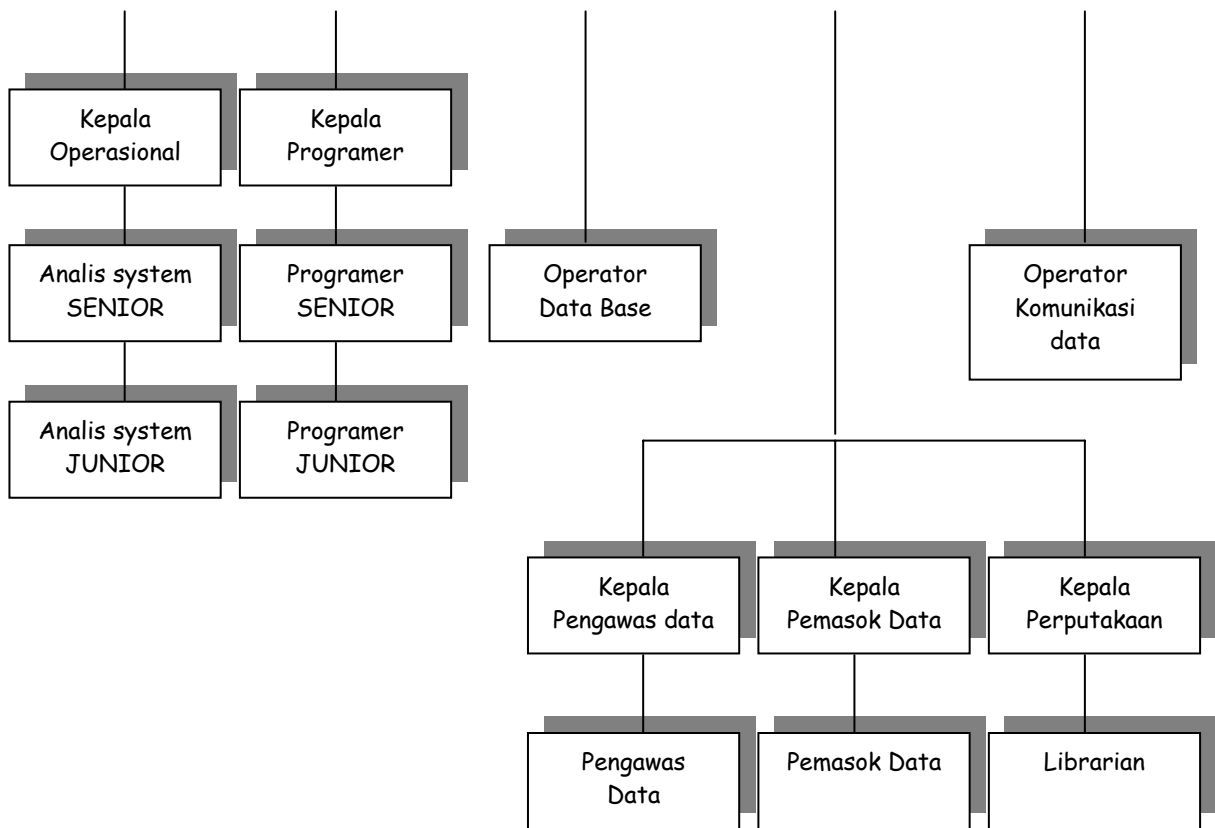 Kepala
Operasional
Kepala
Programer
Analis system
SENIOR
Programer
SENIOR
Operator
Data Base
Operator
Komunikasi
data
Analis system
JUNIOR
Programer
JUNIOR
Kepala
Pengawas data
Kepala
Pemasok Data
Kepala
Perputakaan
Pengawas
Data
Pemasok Data
Librarian